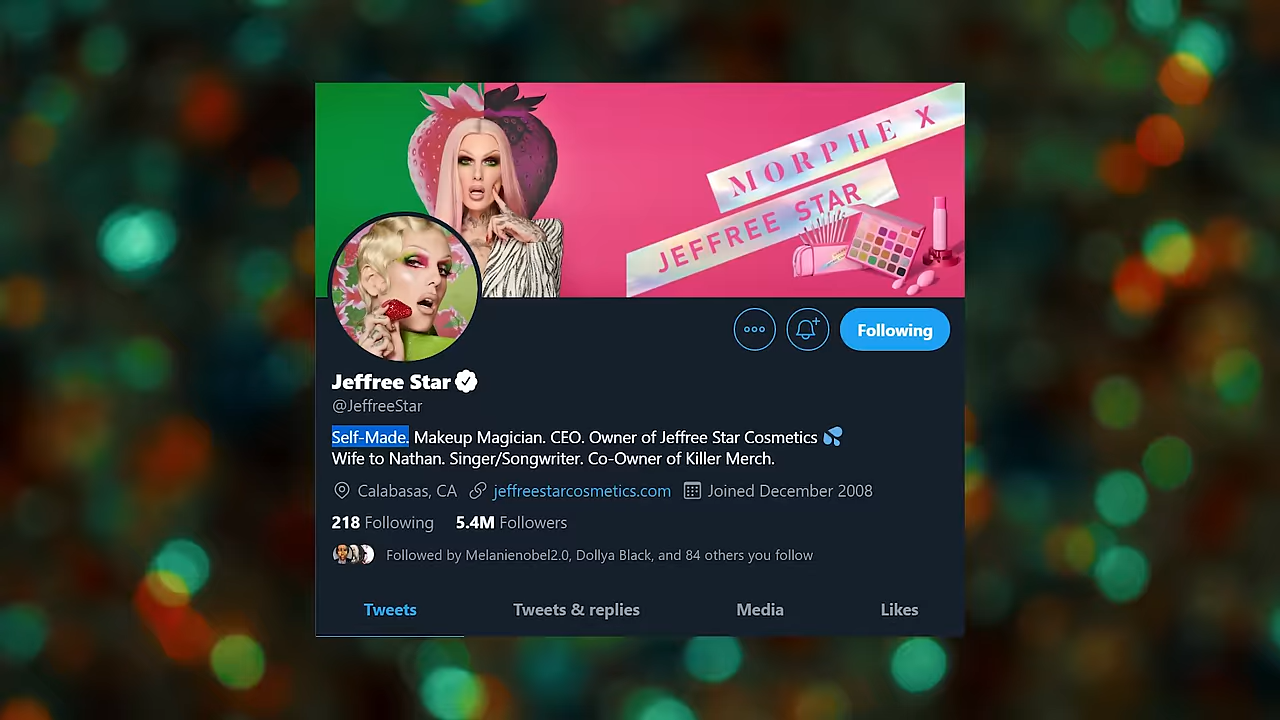 MORPHE X
JEFFREE STAR
Following
Jeffree Star
@JeffreeStar
Self-Made. Makeup Magician. CEO. Owner of Jeffree Star Cosmetics 💦
Wife to Nathan. Singer/Songwriter. Co-Owner of Killer Merch.
Calabasas, CA jeffreestarcosmetics.com Joined December 2008
218 Following 5.4M Followers
Followed by Melanienobel2.0, Dollya Black, and 84 others you follow
Tweets Tweets & replies Media Likes